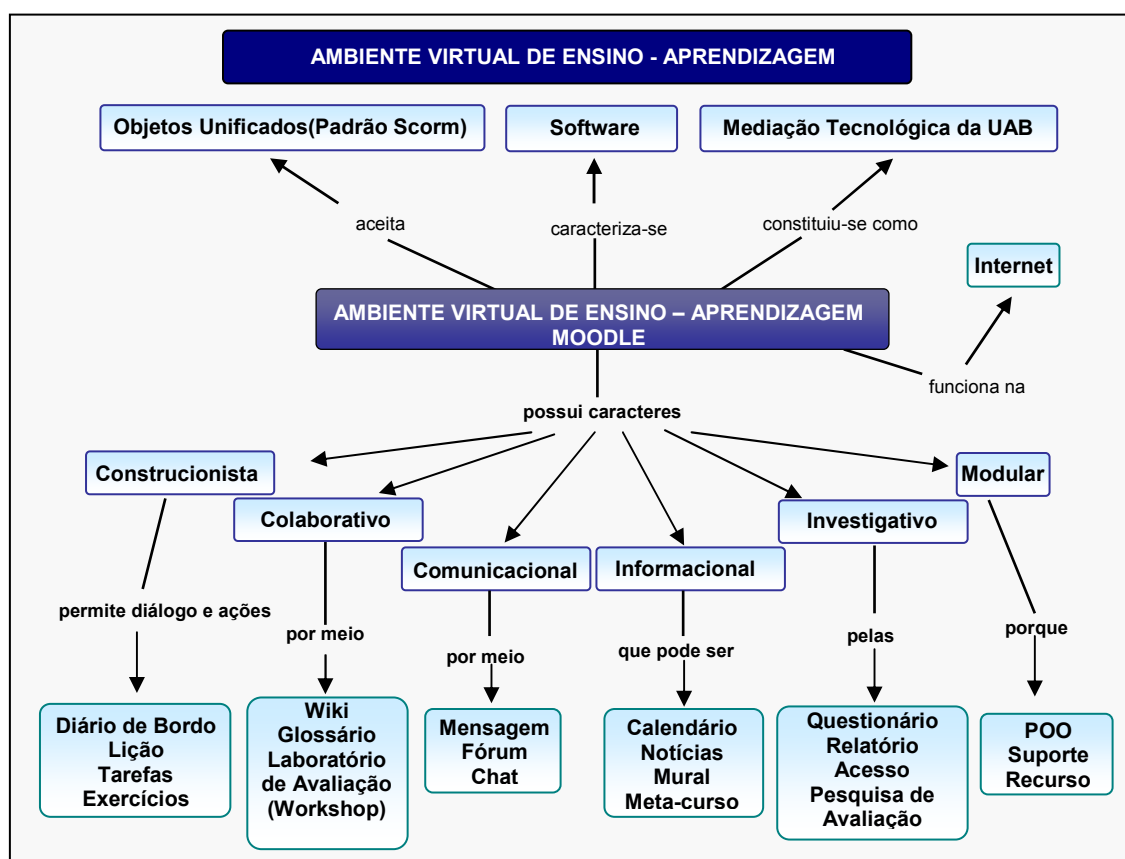 AMBIENTE VIRTUAL DE ENSINO - APRENDIZAGEM
Objetos Unificados(Padrão Scorm)
Software
Mediação Tecnológica da UAB
aceita
caracteriza-se
constituiu-se como
Internet
AMBIENTE VIRTUAL DE ENSINO – APRENDIZAGEM
MOODLE
funciona na
possui caracteres
Construcionista
Colaborativo
Comunicacional
Informacional
Investigativo
Modular
permite diálogo e ações
por meio
por meio
que pode ser
pelas
porque
Diário de Bordo
Lição
Tarefas
Exercícios
Wiki
Glossário
Laboratório
de Avaliação
(Workshop)
Mensagem
Fórum
Chat
Calendário
Notícias
Mural
Meta-curso
Questionário
Relatório
Acesso
Pesquisa de
Avaliação
POO
Suporte
Recurso